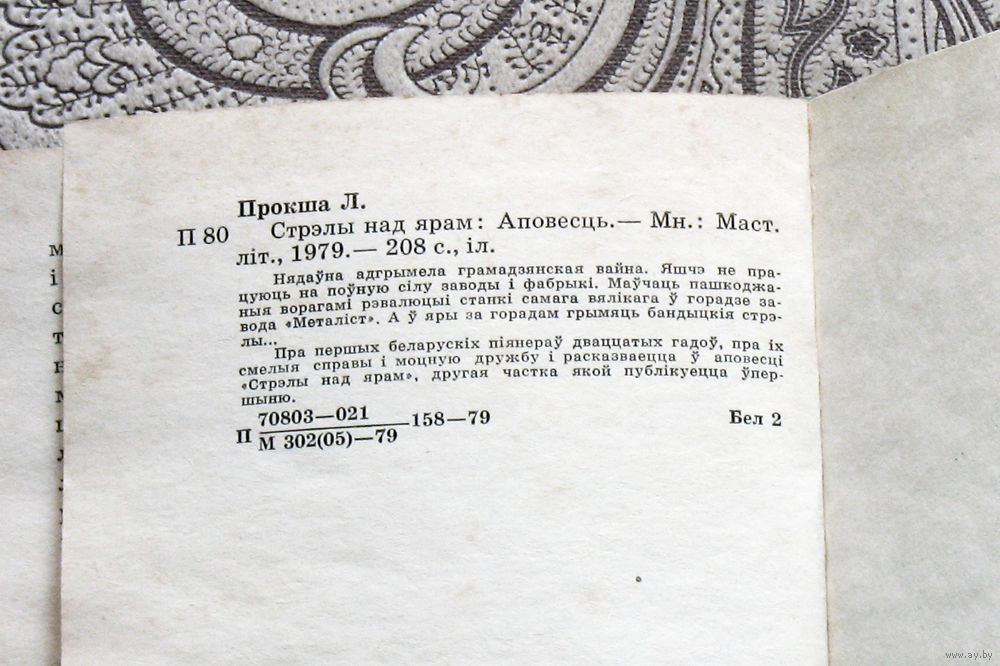 Прокша Л.
П 80
Стрэлы над ярам: Аповесць.— Мн.: Маст.
літ., 1979.— 208 с., іл.
Нядаўна адгрымела грамадзянская вайна. Яшчэ не пра-
цуюць на поўную сілу заводы і фабрыкі. Маўчаць пашкоджа-
ныя ворагамі рэвалюцыі станкі самага вялікага ў горадзе за-
вода «Металіст». А ў яры за горадам грымяць бандыцкія стрэ-
лы...
Пра першых беларускіх піянераў дваццатых гадоў, пра іх
смелыя справы і моцную дружбу і расказваецца ў аповесці
«Стрэлы над ярам», другая частка якой публікуецца ўпер-
шыню.
П 70803—021
М 302(05)—79 158—79
Бел 2
www.ay.by